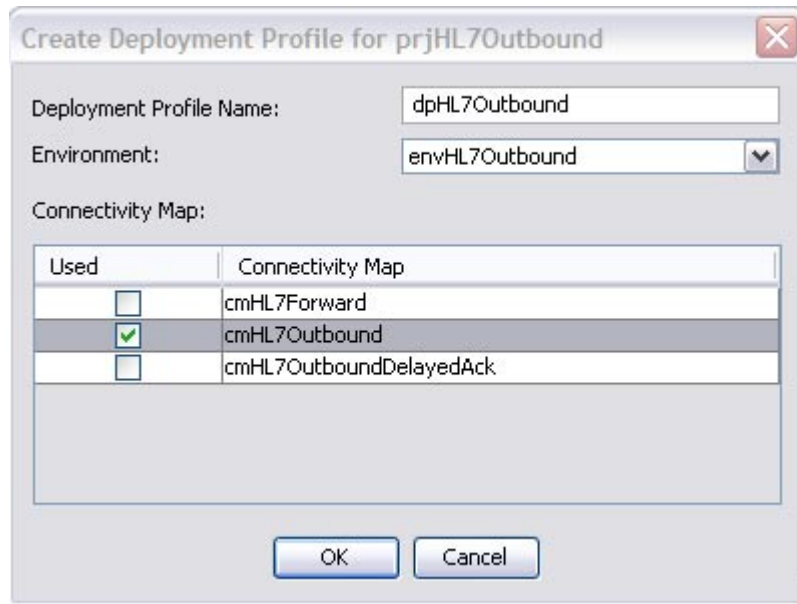 Create Deployment Profile for prjHL7Outbound
Deployment Profile Name: dpHL7Outbound
Environment: envHL7Outbound
Connectivity Map:
Used Connectivity Map
cmHL7Forward
cmHL7Outbound
cmHL7OutboundDelayedAck
OK Cancel